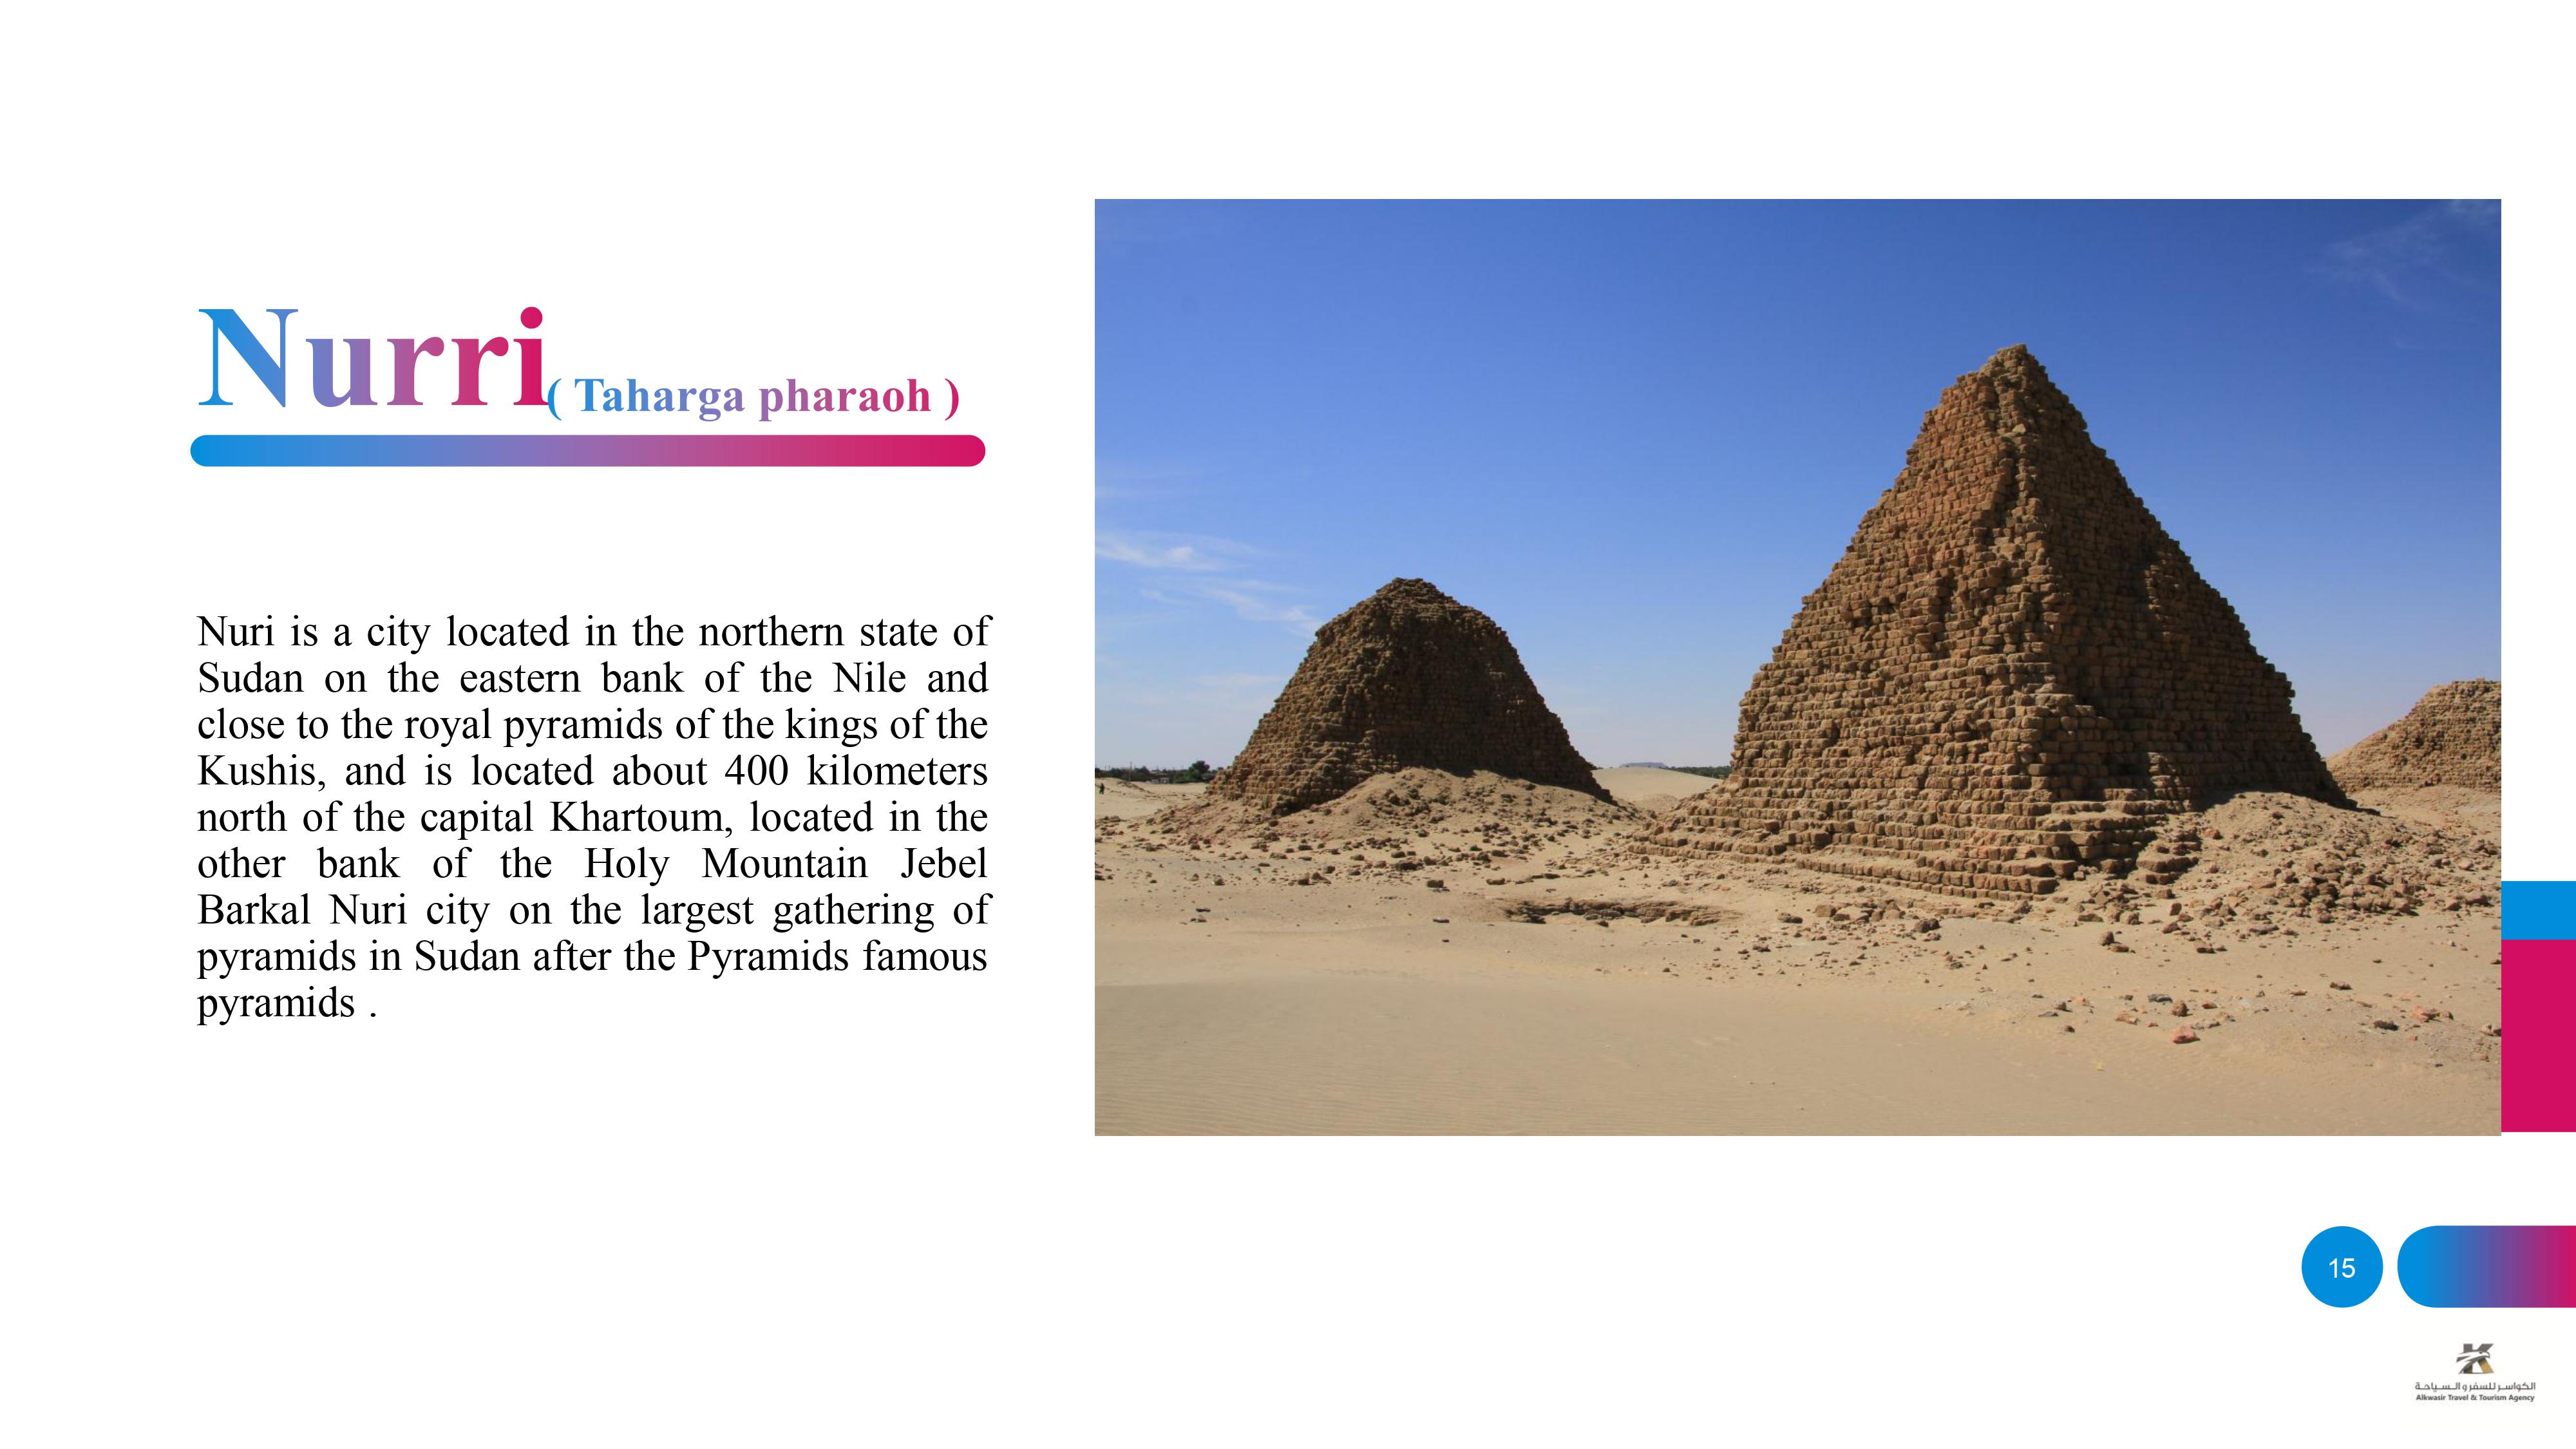 Nurri( Taharga pharaoh )
Nuri is a city located in the northern state of
Sudan on the eastern bank of the Nile and
close to the royal pyramids of the kings of the
Kushis, and is located about 400 kilometers
north of the capital Khartoum, located in the
other bank of the Holy Mountain Jebel
Barkal Nuri city on the largest gathering of
pyramids in Sudan after the Pyramids famous
pyramids .
15
الكواسر للسفر و السياحة
Alkwasir Travel & Tourism Agency